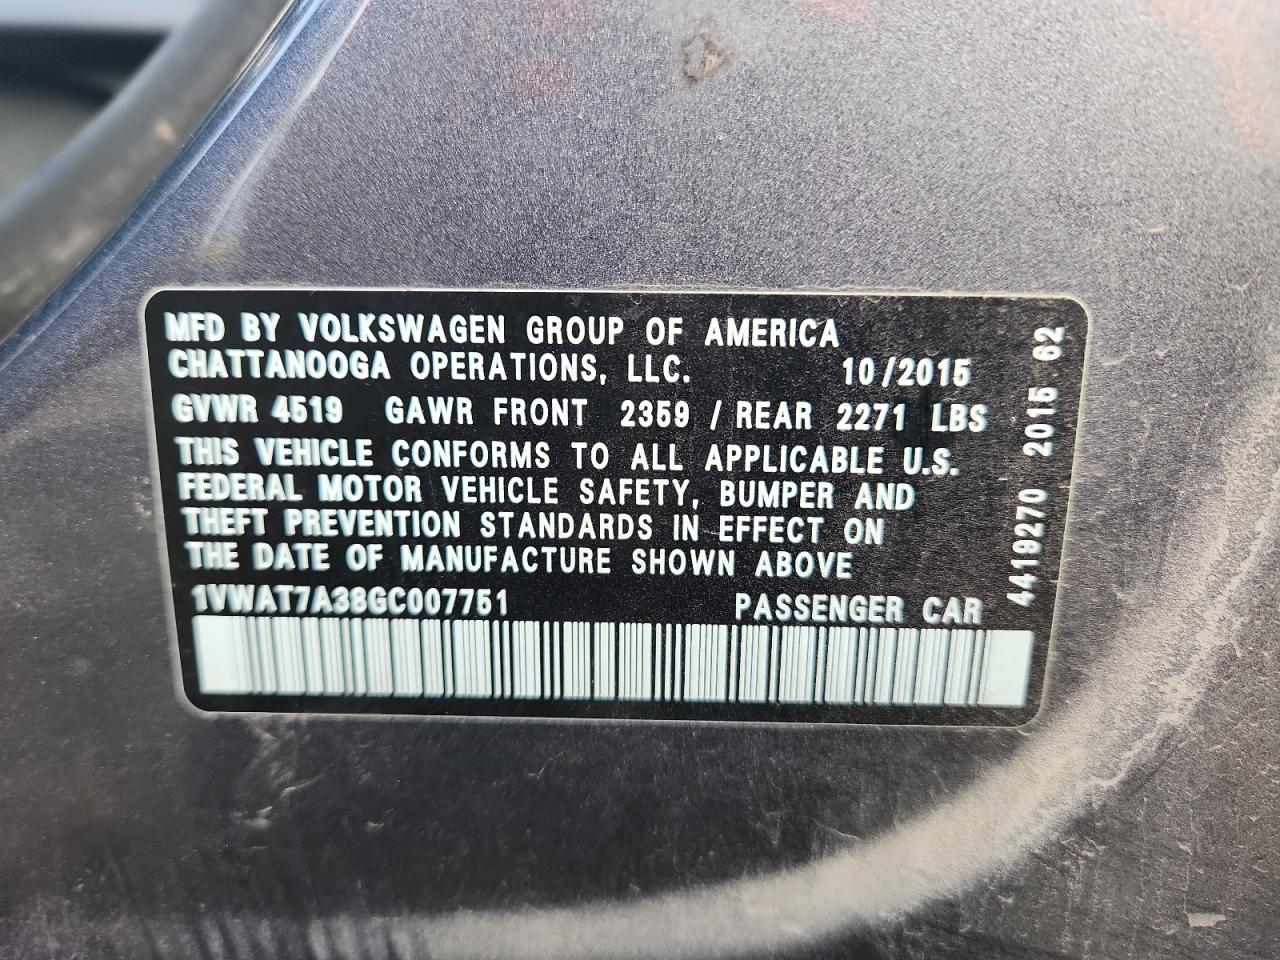 MFD BY VOLKSWAGEN GROUP OF AMERICA
CHATTANOOGA OPERATIONS, LLC. 10/2015
GVWR 4519 GAWR FRONT 2359 / REAR 2271 LBS
THIS VEHICLE CONFORMS TO ALL APPLICABLE U.S.
FEDERAL MOTOR VEHICLE SAFETY, BUMPER AND
THEFT PREVENTION STANDARDS IN EFFECT ON
THE DATE OF MANUFACTURE SHOWN ABOVE
1VWAT7A38GC007751 PASSENGER CAR
4419270 2015 62